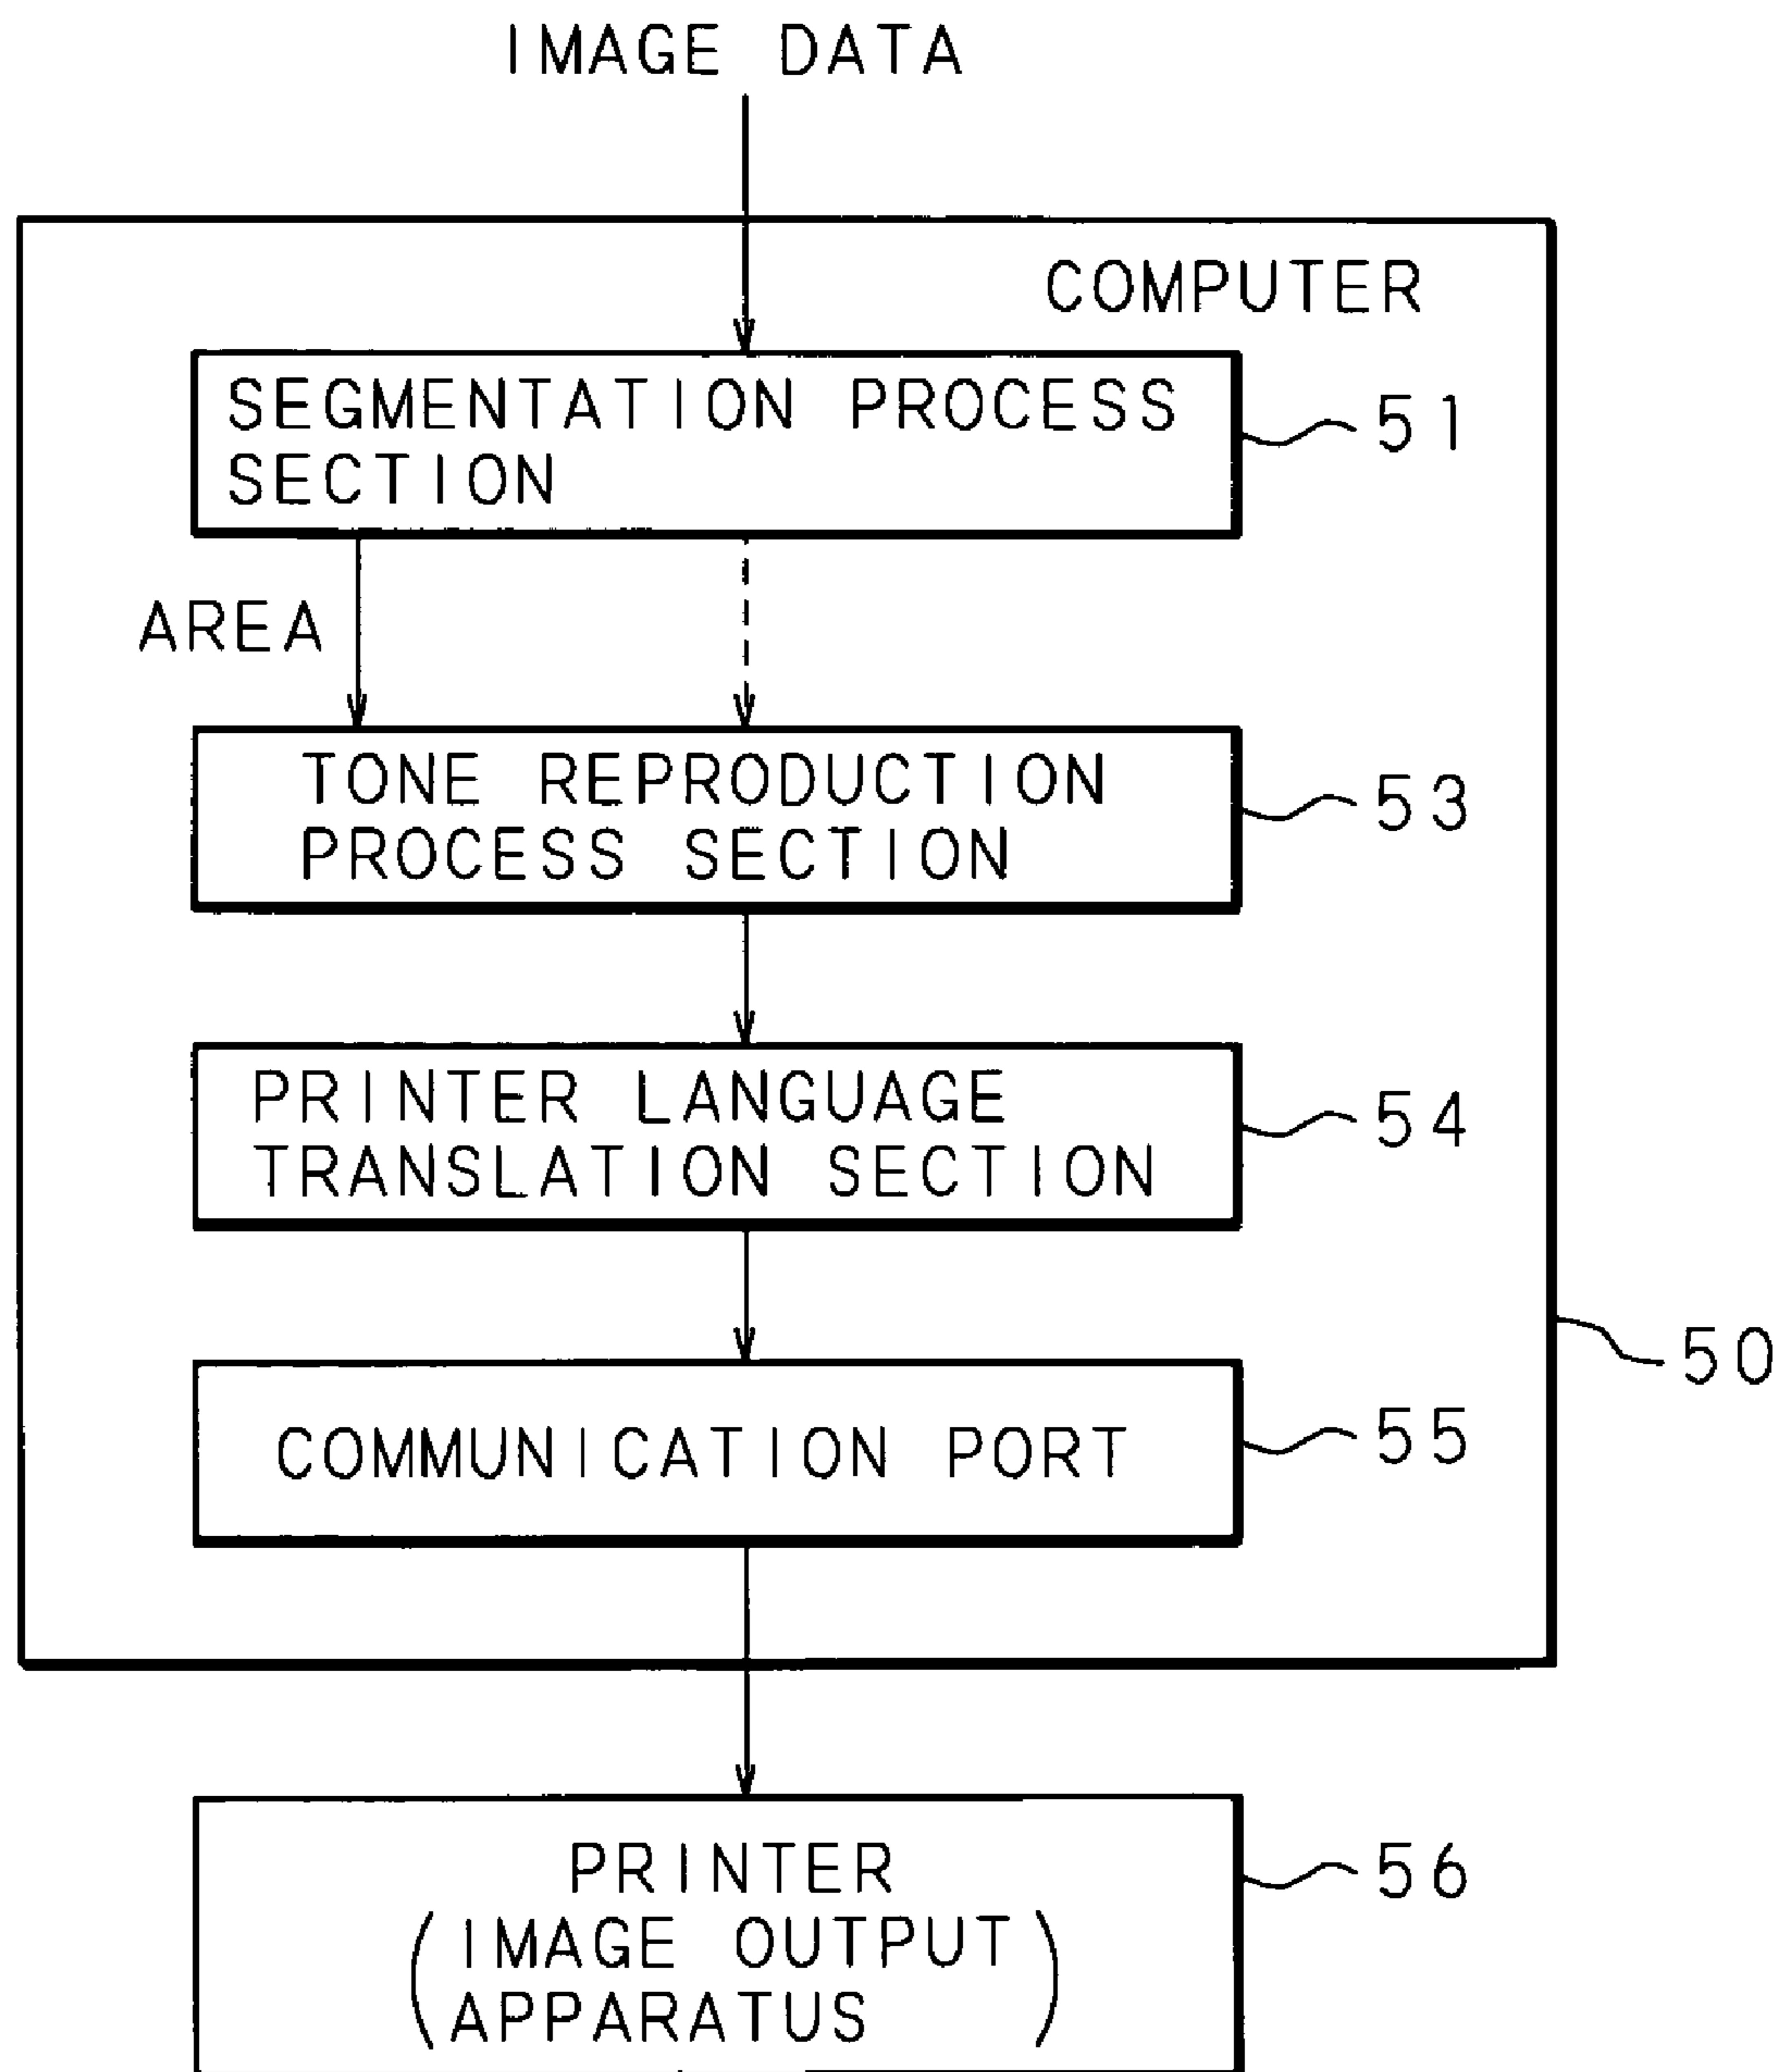 IMAGE DATA
COMPUTER
SEGMENTATION PROCESS
SECTION
51
AREA
TONE REPRODUCTION
PROCESS SECTION
53
PRINTER LANGUAGE
TRANSLATION SECTION
54
50
COMMUNICATION PORT
55
PRINTER
(IMAGE OUTPUT
APPARATUS)
56